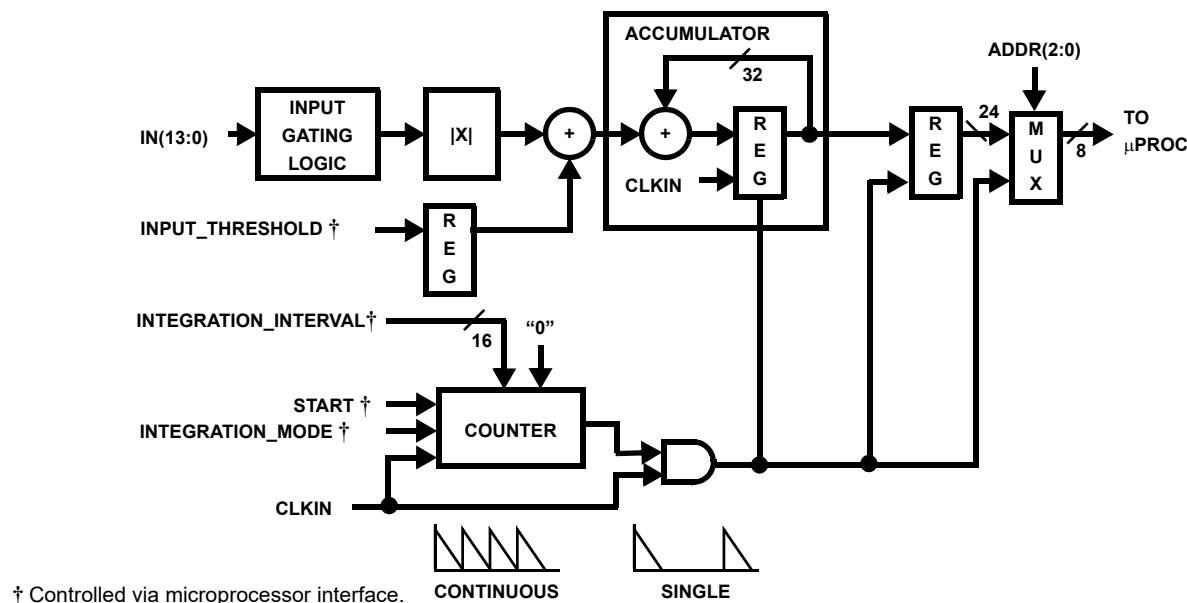 ACCUMULATOR
32
ADDR(2:0)
IN(13:0)
INPUT
GATING
LOGIC
|X|
+
+
R
E
G
CLKIN
R
E
G
24
M
U
X
8
TO
μPROC
INPUT_THRESHOLD †
R
E
G
INTEGRATION_INTERVAL†
16
“0”
START †
INTEGRATION_MODE †
COUNTER
CLKIN
CONTINUOUS
SINGLE
† Controlled via microprocessor interface.